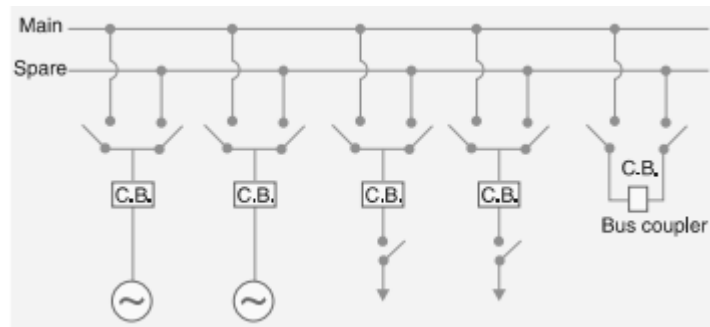 Main
Spare
C.B.
C.B. C.B. C.B. C.B.
Bus coupler